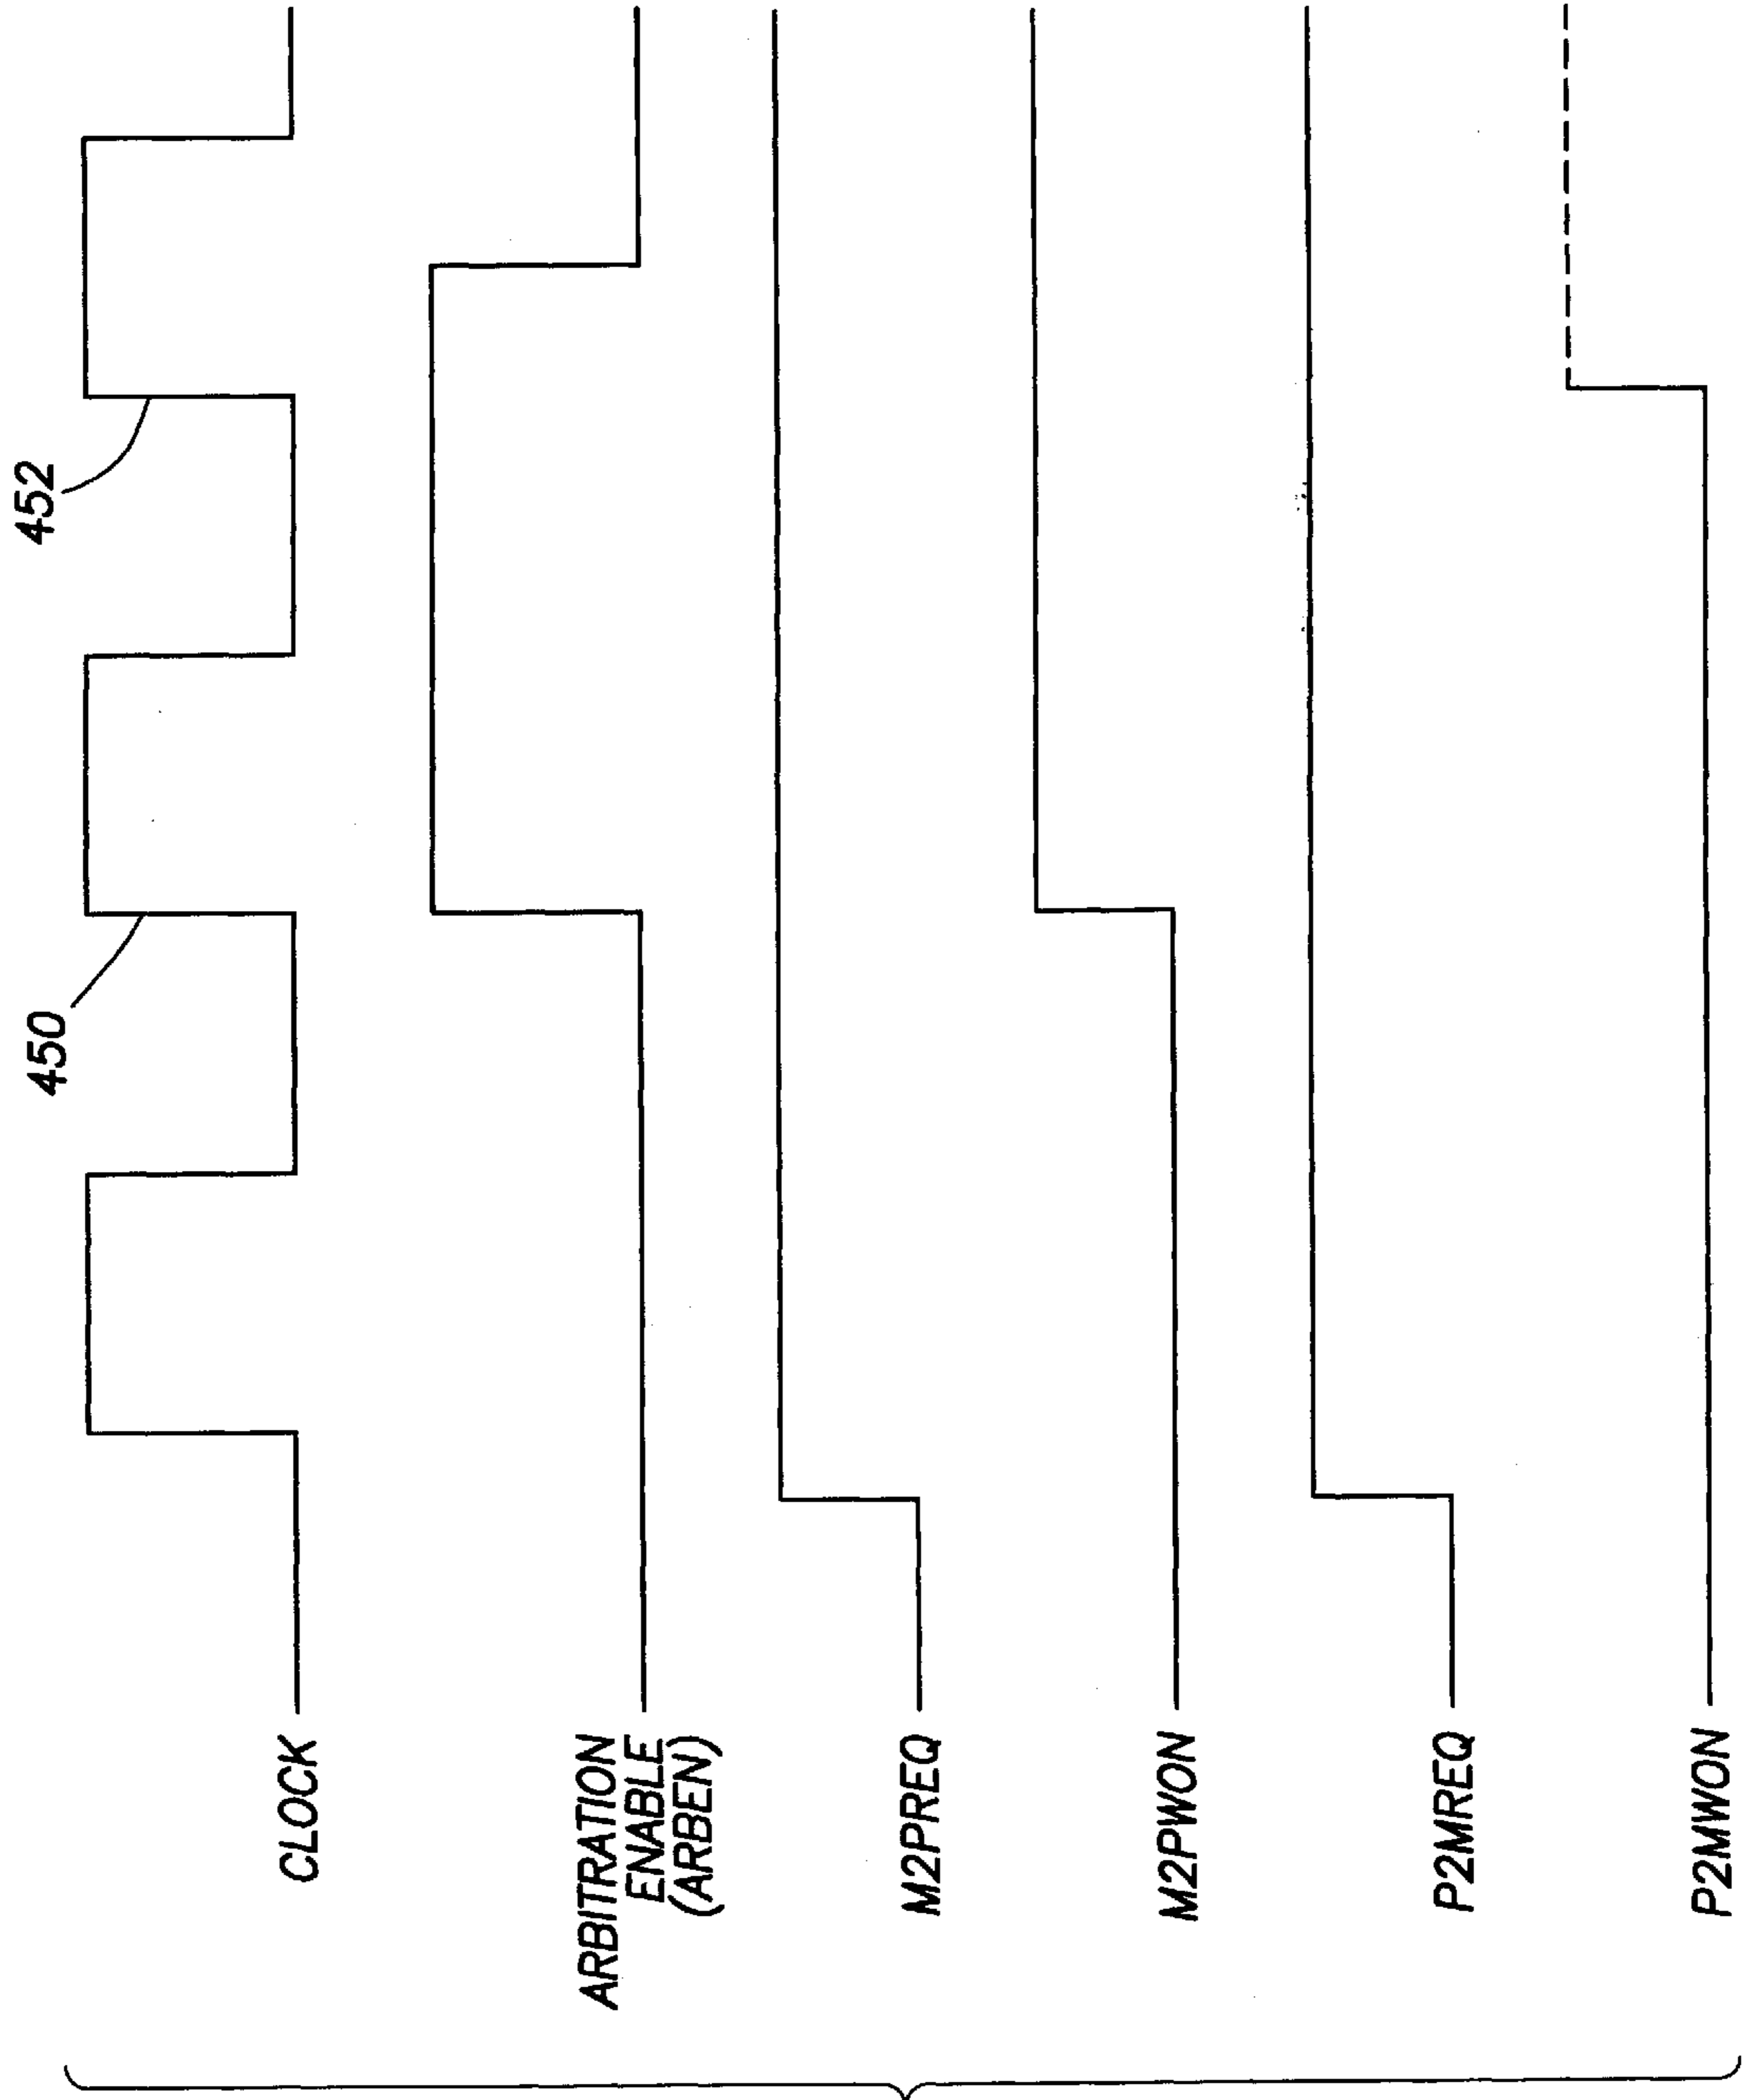 450
452
CLOCK
ARBITRATION
ENABLE
(ARBEN)
M2PREQ
M2PWON
P2MREQ
P2MWON